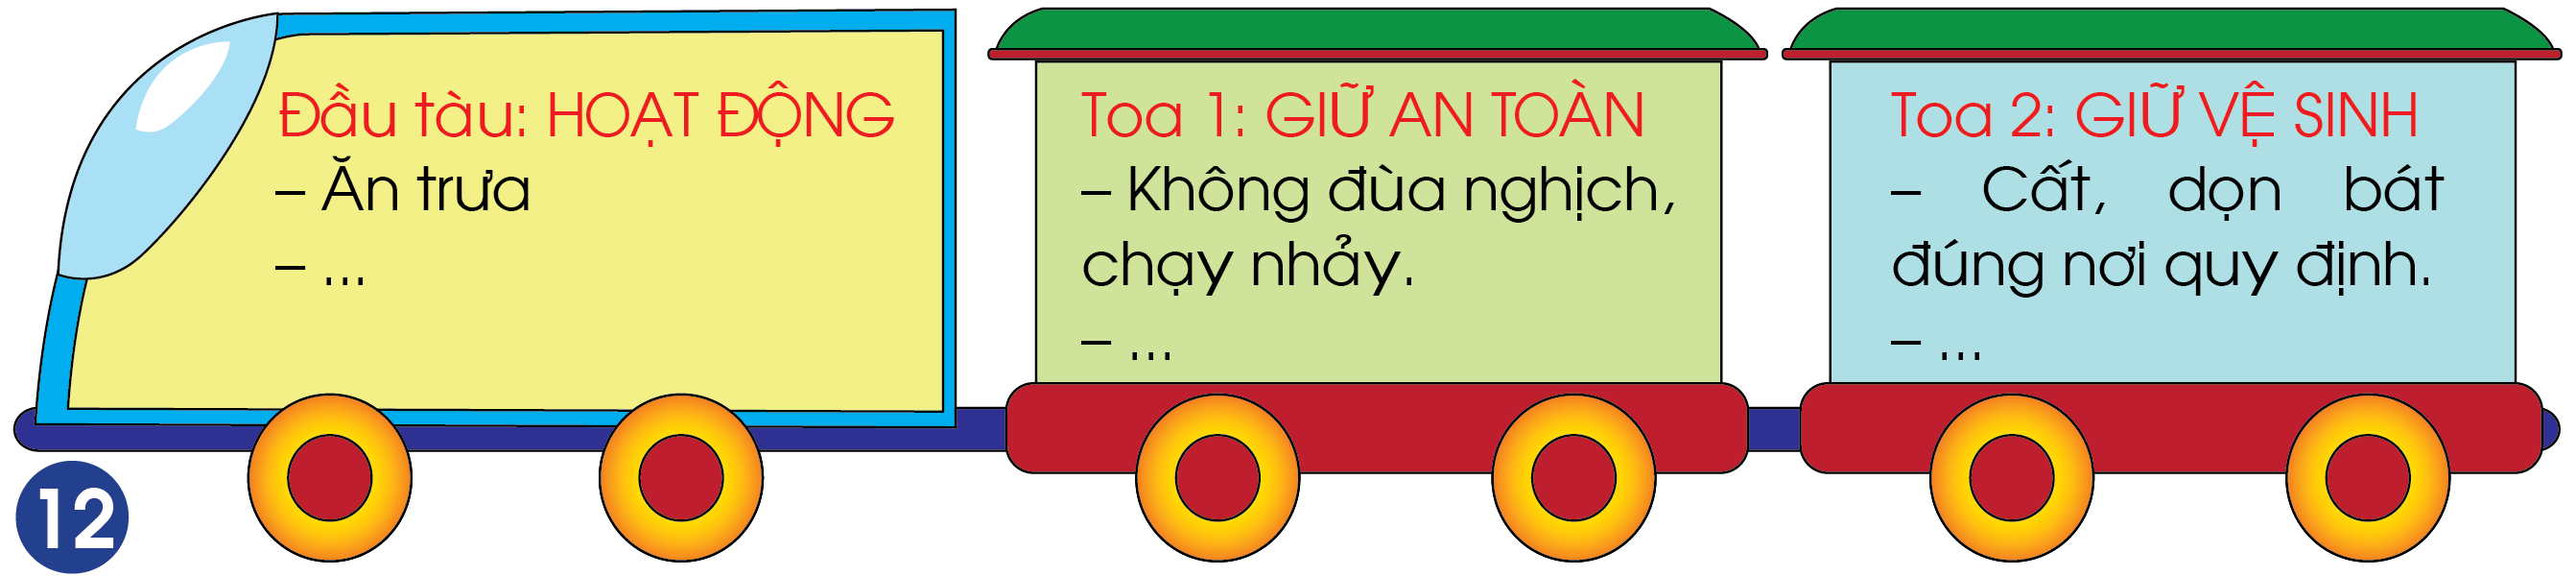 Đầu tàu: HOẠT ĐỘNG
– Ăn trưa
– ...
Toa 1: GIỮ AN TOÀN
– Không đùa nghịch,
chạy nhảy.
– ...
Toa 2: GIỮ VỆ SINH
– Cất, dọn bát
đúng nơi quy định.
– ...
12